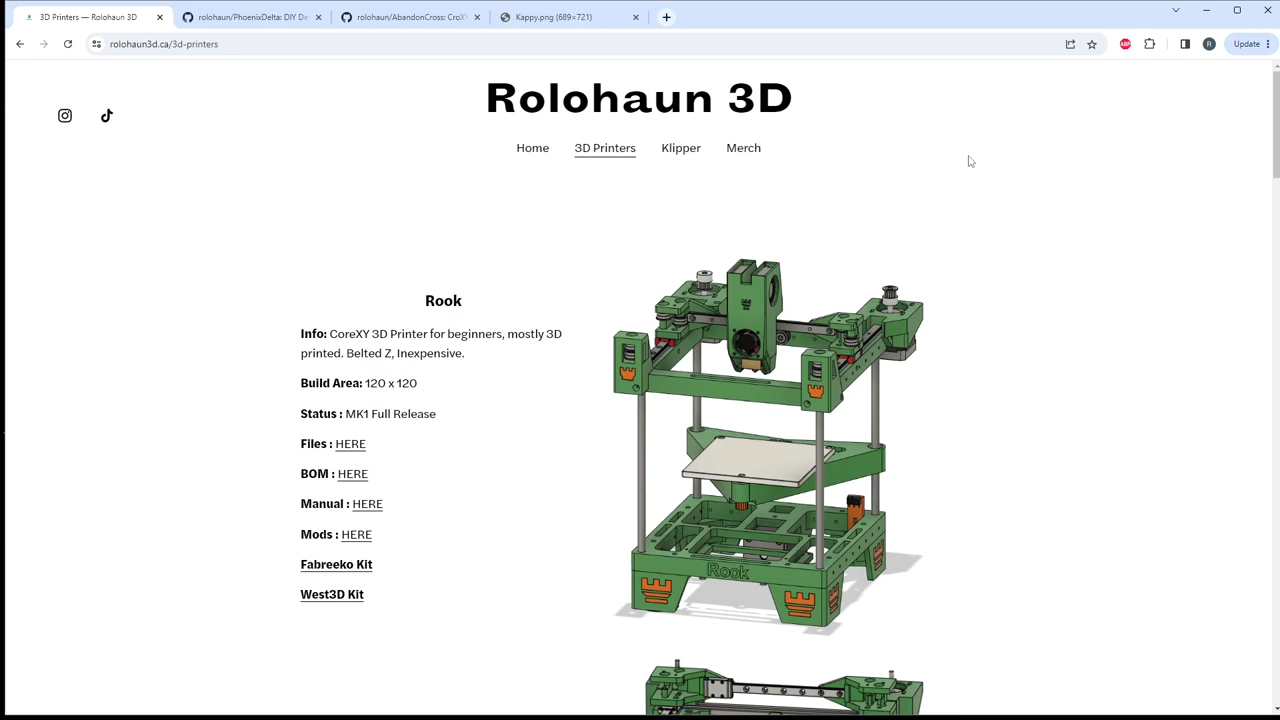 3D Printers — Rolohaun 3D
rolohaun/PhoenixDelta: DIY De
rolohaun/AbandonCross: CroXY
Kappy.png (689×721)
rolohaun3d.ca/3d-printers
ABP
R
Update
Rolohaun 3D
Home
3D Printers
Klipper
Merch
Rook
Info: CoreXY 3D Printer for beginners, mostly 3D
printed. Belted Z, Inexpensive.
Build Area: 120 x 120
Status : MK1 Full Release
Files : HERE
BOM : HERE
Manual : HERE
Mods : HERE
Fabreeko Kit
West3D Kit
Rook